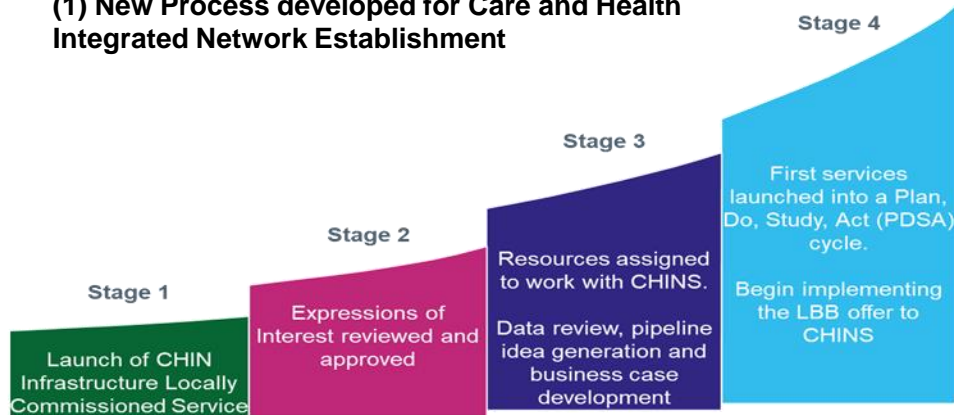 (1) New Process developed for Care and Health
Integrated Network Establishment
Stage 1
Launch of CHIN
Infrastructure Locally
Commissioned Service
Stage 2
Expressions of
Interest reviewed and
approved
Stage 3
Resources assigned
to work with CHINS.
Data review, pipeline
idea generation and
business case
development
Stage 4
First services
launched into a Plan,
Do, Study, Act (PDSA)
cycle.
Begin implementing
the LBB offer to
CHINS